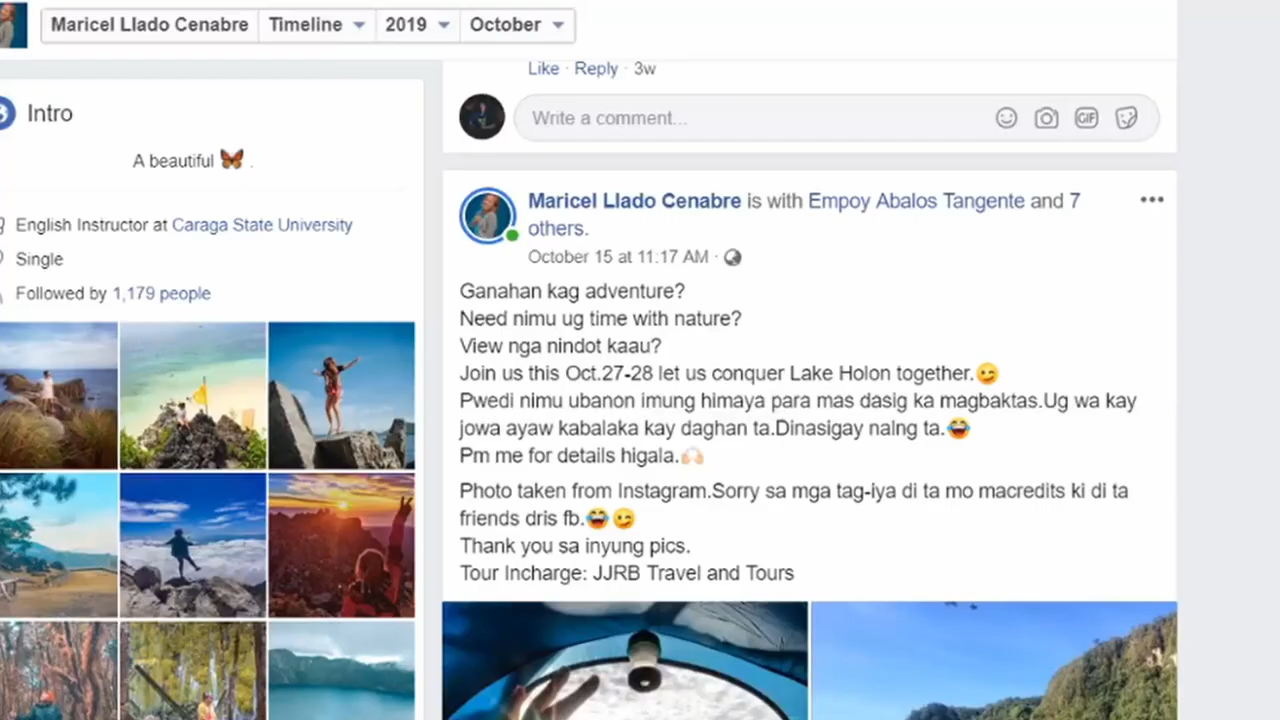 Maricel Llado Cenabre Timeline 2019 October
Intro
A beautiful 🦋 .
English Instructor at Caraga State University
Single
Followed by 1,179 people
Like · Reply · 3w
Write a comment...
GIF
Maricel Llado Cenabre is with Empoy Abalos Tangente and 7
others.
October 15 at 11:17 AM ·
Ganahan kag adventure?
Need nimu ug time with nature?
View nga nindot kaau?
Join us this Oct.27-28 let us conquer Lake Holon together.😉
Pwedi nimu ubanon imung himaya para mas dasig ka magbaktas.Ug wa kay
jowa ayaw kabalaka kay daghan ta.Dinasigay nalng ta.😂
Pm me for details higala.🙌🏻
Photo taken from Instagram.Sorry sa mga tag-iya di ta mo macredits ki di ta
friends dris fb.😂😉
Thank you sa inyung pics.
Tour Incharge: JJRB Travel and Tours